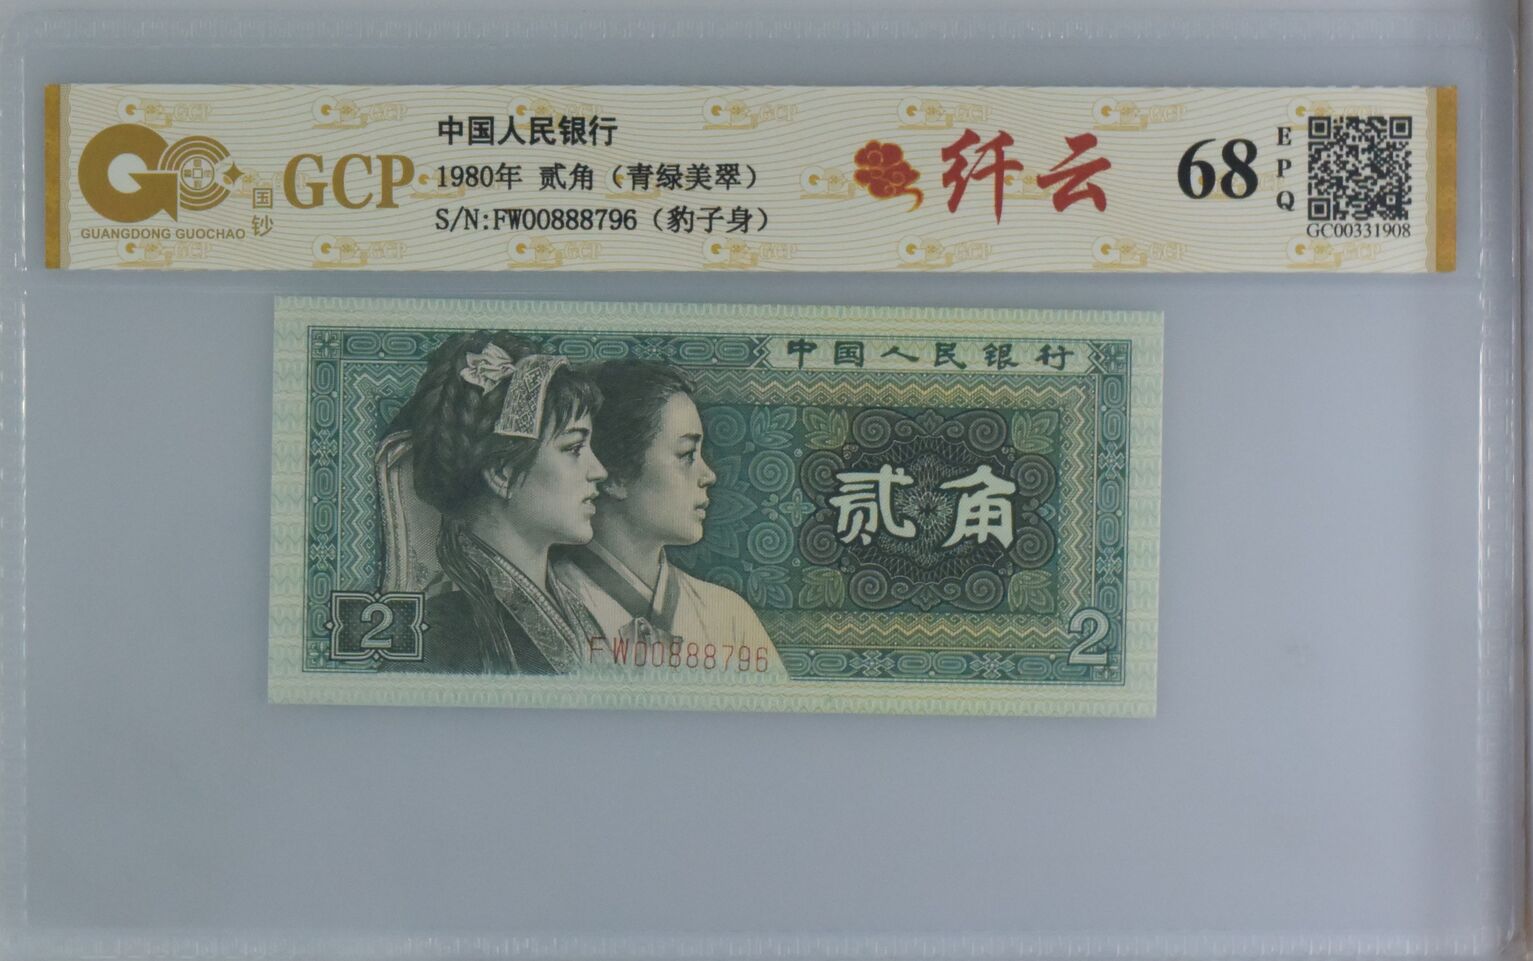 GUANGDONG GUOCHAO
国钞
GCP
中国人民银行
1980年 贰角（青绿美翠）
S/N:FW00888796（豹子身）
纤云
68
EPQ
GC00331908
中国人民银行
贰角
2
FW00888796
2